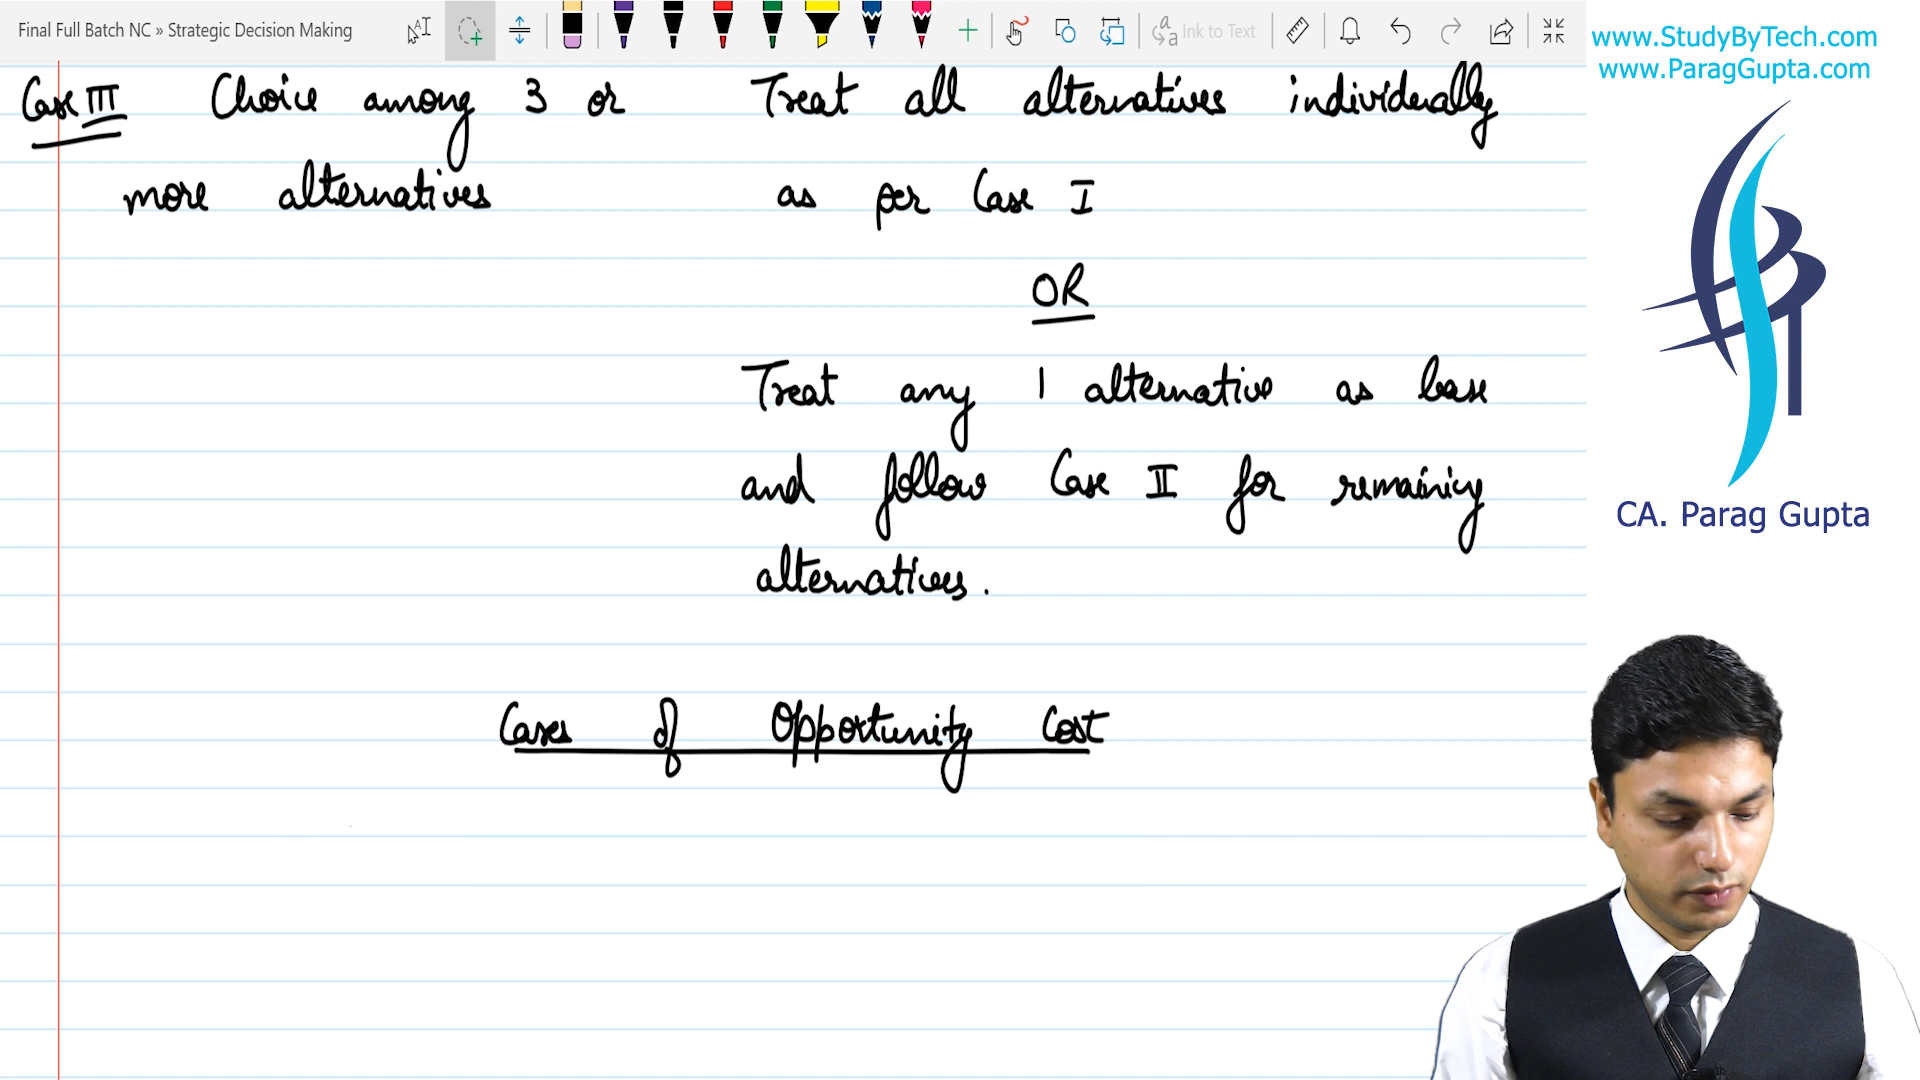 Final Full Batch NC » Strategic Decision Making
Ink to Text
www.StudyByTech.com
www.ParagGupta.com
Case III Choice among 3 or
more alternatives
Treat all alternatives individually
as per Case I
OR
Treat any 1 alternative as base
and follow Case II for remaining
alternatives.
CA. Parag Gupta
Cases of Opportunity Cost